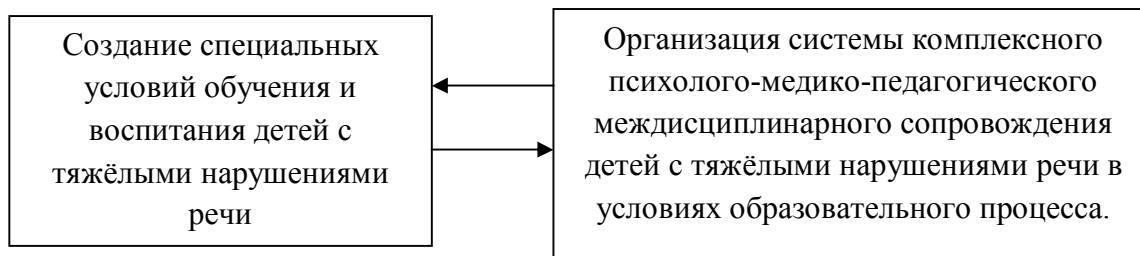 Создание специальных
условий обучения и
воспитания детей с
тяжёлыми нарушениями
речи
Организация системы комплексного
психолого-медико-педагогического
междисциплинарного сопровождения
детей с тяжёлыми нарушениями речи в
условиях образовательного процесса.